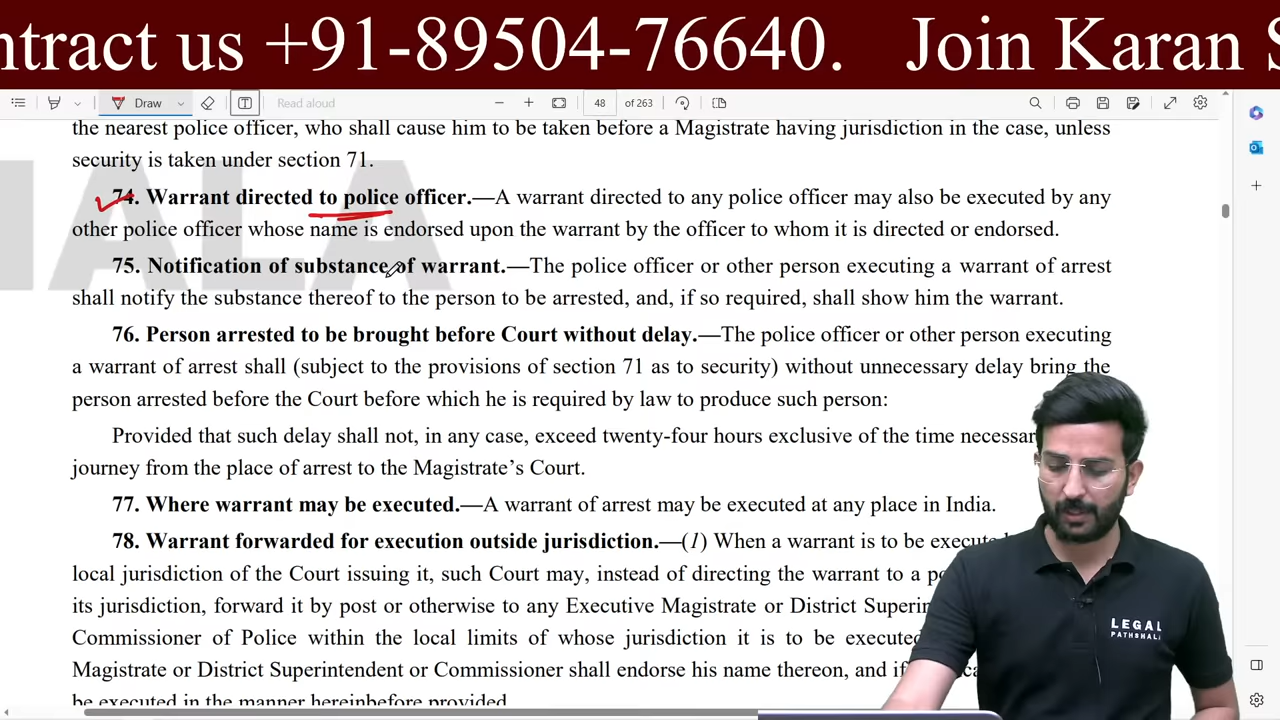 ntract us +91-89504-76640. Join Karan S
Draw
Read aloud
48 of 263
the nearest police officer, who shall cause him to be taken before a Magistrate having jurisdiction in the case, unless
security is taken under section 71.
74. Warrant directed to police officer.—A warrant directed to any police officer may also be executed by any
other police officer whose name is endorsed upon the warrant by the officer to whom it is directed or endorsed.
75. Notification of substance of warrant.—The police officer or other person executing a warrant of arrest
shall notify the substance thereof to the person to be arrested, and, if so required, shall show him the warrant.
76. Person arrested to be brought before Court without delay.—The police officer or other person executing
a warrant of arrest shall (subject to the provisions of section 71 as to security) without unnecessary delay bring the
person arrested before the Court before which he is required by law to produce such person:
Provided that such delay shall not, in any case, exceed twenty-four hours exclusive of the time
journey from the place of arrest to the Magistrate's Court.
77. Where warrant may be executed.—A warrant of arrest may be executed at any place in India.
78. Warrant forwarded for execution outside jurisdiction.—(1) When a warrant is to be
local jurisdiction of the Court issuing it, such Court may, instead of directing the warrant to a
its jurisdiction, forward it by post or otherwise to any Executive Magistrate or District
Commissioner of Police within the local limits of whose jurisdiction it is to be
Magistrate or District Superintendent or Commissioner shall endorse his name thereon, and
be executed in the manner hereinbefore provided.
LEGAL
PATHSHALA
HALA